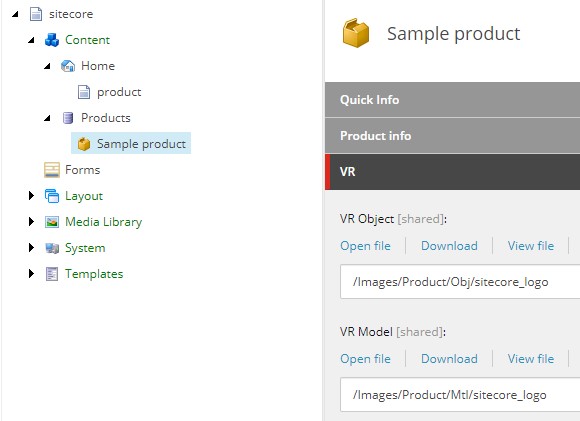 sitecore
Content
Home
product
Products
Sample product
Forms
Layout
Media Library
System
Templates
Sample product
Quick Info
Product info
VR
VR Object [shared]:
Open file Download View file
/Images/Product/Obj/sitecore_logo
VR Model [shared]:
Open file Download View file
/Images/Product/Mtl/sitecore_logo